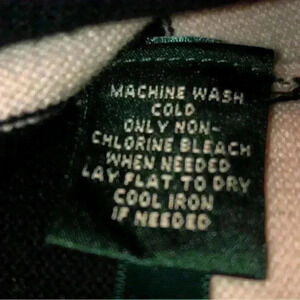 MACHINE WASH
COLD
ONLY NON-
CHLORINE BLEACH
WHEN NEEDED
LAY FLAT TO DRY
COOL IRON
IF NEEDED